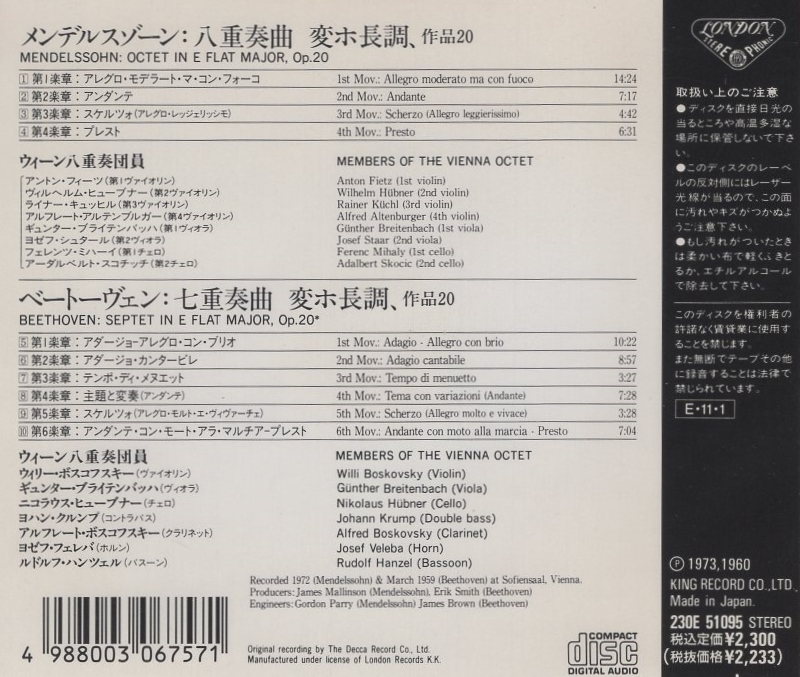 メンデルスゾーン: 八重奏曲 変ホ長調、作品20
MENDELSSOHN: OCTET IN E FLAT MAJOR, Op.20
1 第1楽章: アレグロ・モデラート・マ・コン・フォーコ 1st Mov.: Allegro moderato ma con fuoco 14:24
2 第2楽章: アンダンテ 2nd Mov.: Andante 7:17
3 第3楽章: スケルツォ(アレグロ・レッジェリッシモ) 3rd Mov.: Scherzo (Allegro leggierissimo) 4:42
4 第4楽章: プレスト 4th Mov.: Presto 6:31
ウィーン八重奏団員 MEMBERS OF THE VIENNA OCTET
アントン・フィーツ(第1ヴァイオリン) Anton Fietz (1st violin)
ヴィルヘルム・ヒューブナー(第2ヴァイオリン) Wilhelm Hübner (2nd violin)
ライナー・キュッヒル(第3ヴァイオリン) Rainer Küchl (3rd violin)
アルフレート・アルテンブルガー(第4ヴァイオリン) Alfred Altenburger (4th violin)
ギュンター・ブライテンバッハ(第1ヴィオラ) Günther Breitenbach (1st viola)
ヨゼフ・シュタール(第2ヴィオラ) Josef Staar (2nd viola)
フェレンツ・ミハーイ(第1チェロ) Ferenc Mihaly (1st cello)
アーダルベルト・スコチッチ(第2チェロ) Adalbert Skocic (2nd cello)
ベートーヴェン: 七重奏曲 変ホ長調、作品20
BEETHOVEN: SEPTET IN E FLAT MAJOR, Op.20*
5 第1楽章: アダージョ-アレグロ・コン・ブリオ 1st Mov.: Adagio - Allegro con brio 10:22
6 第2楽章: アダージョ・カンタービレ 2nd Mov.: Adagio cantabile 8:57
7 第3楽章: テンポ・ディ・メヌエット 3rd Mov.: Tempo di menuetto 3:27
8 第4楽章: 主題と変奏(アンダンテ) 4th Mov.: Tema con variazioni (Andante) 7:28
9 第5楽章: スケルツォ(アレグロ・モルト・エ・ヴィヴァーチェ) 5th Mov.: Scherzo (Allegro molto e vivace) 3:28
10 第6楽章: アンダンテ・コン・モート・アラ・マルチア-プレスト 6th Mov.: Andante con moto alla marcia - Presto 7:04
ウィーン八重奏団員 MEMBERS OF THE VIENNA OCTET
ウィリー・ボスコフスキー(ヴァイオリン) Willi Boskovsky (Violin)
ギュンター・ブライテンバッハ(ヴィオラ) Günther Breitenbach (Viola)
ニコラウス・ヒューブナー(チェロ) Nikolaus Hübner (Cello)
ヨハン・クルンプ(コントラバス) Johann Krump (Double bass)
アルフレート・ボスコフスキー(クラリネット) Alfred Boskovsky (Clarinet)
ヨゼフ・フェレバ(ホルン) Josef Veleba (Horn)
ルドルフ・ハンツェル(バスーン) Rudolf Hanzel (Bassoon)
Recorded 1972 (Mendelssohn) & March 1959 (Beethoven) at Sofiensaal, Vienna.
Producers: James Mallinson (Mendelssohn), Erik Smith (Beethoven)
Engineers: Gordon Parry (Mendelssohn) James Brown (Beethoven)
4 988003 067571
Original recording by The Decca Record Co., Ltd.
Manufactured under license of London Records K.K.
COMPACT
disc
DIGITAL AUDIO
LONDON
STEREO PHONIC
取扱い上のご注意
●ディスクを直接日光の
当るところや高温多湿な
場所に保管しないで下さ
い。
●このディスクのレーベ
ルの反対側にはレーザー
光線が当るので、この面
に汚れやキズがつかぬよ
うご注意下さい。
●もし汚れがついたとき
は柔かい布で軽くふきと
るか、エチルアルコール
で除去して下さい。
このディスクを権利者の
許諾なく賃貸業に使用す
ることを禁じます。
また無断でテープその他
に録音することは法律で
禁じられています。
E・11・1
Ⓟ 1973,1960
KING RECORD CO.,LTD.
Made in Japan.
230E 51095 STEREO
税込定価¥2,300
(税抜価格¥2,233)